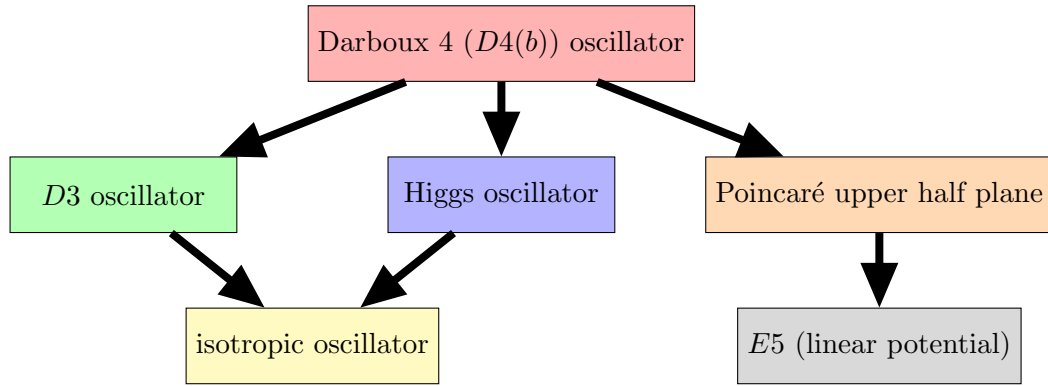 Darboux 4 (D4(b)) oscillator
D3 oscillator
Higgs oscillator
Poincaré upper half plane
isotropic oscillator
E5 (linear potential)